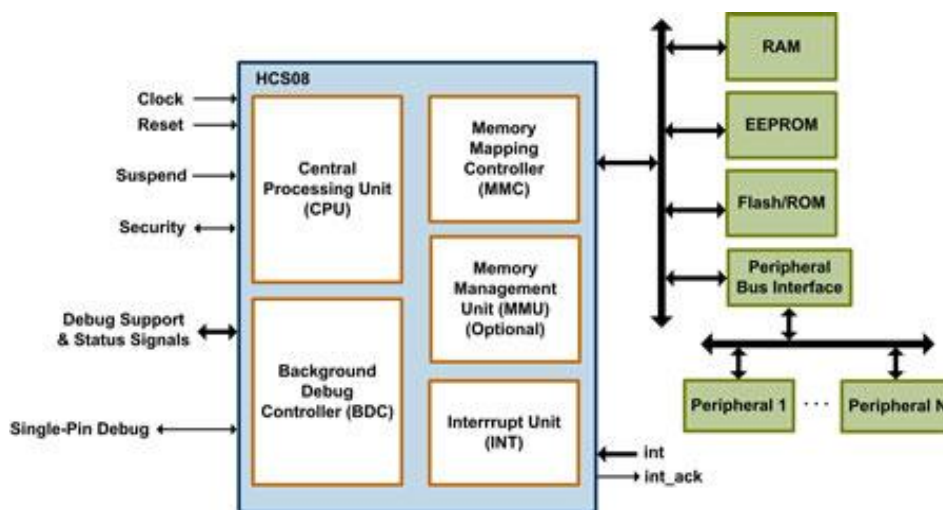 HCS08
Clock
Reset
Suspend
Security
Debug Support
& Status Signals
Single-Pin Debug
Central
Processing Unit
(CPU)
Background
Debug
Controller (BDC)
Memory
Mapping
Controller
(MMC)
Memory
Management
Unit (MMU)
(Optional)
Interrrupt Unit
(INT)
int
int_ack
RAM
EEPROM
Flash/ROM
Peripheral
Bus Interface
Peripheral 1
. . .
Peripheral N